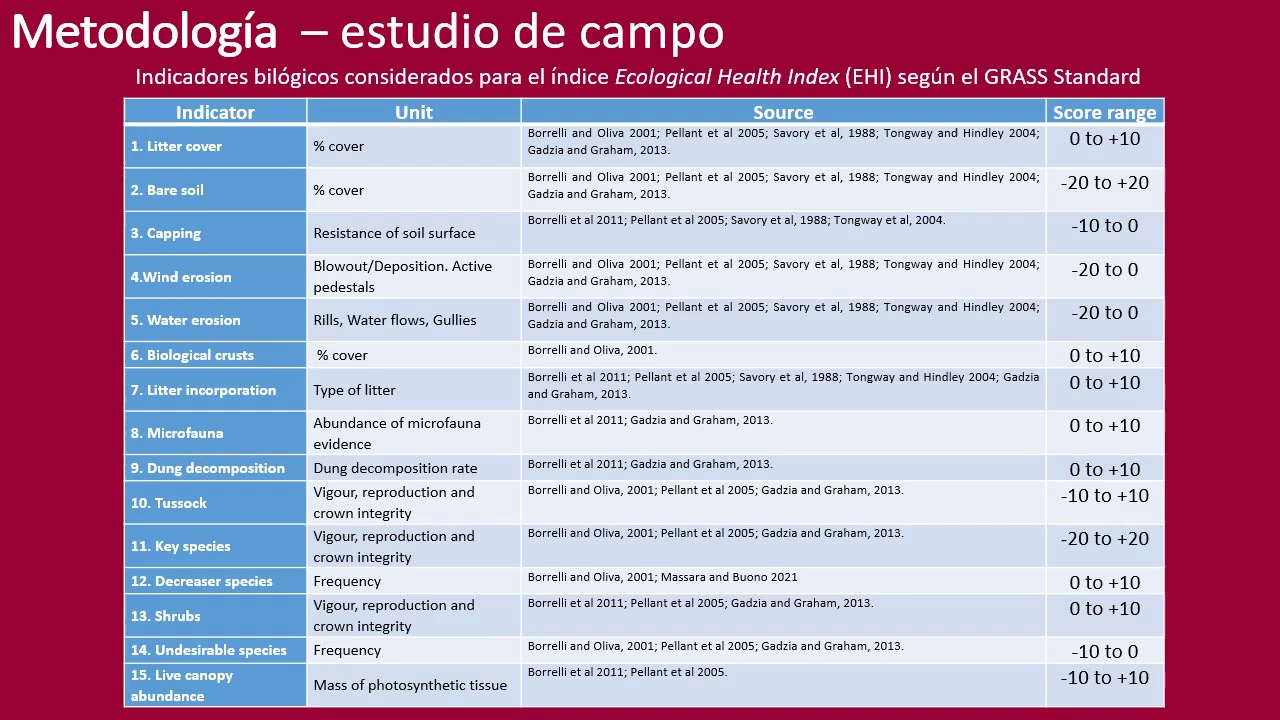 Metodología – estudio de campo
Indicadores bilógicos considerados para el índice Ecological Health Index (EHI) según el GRASS Standard
Indicator Unit Source Score range
1. Litter cover % cover Borrelli and Oliva 2001; Pellant et al 2005; Savory et al, 1988; Tongway and Hindley 2004; 0 to +10
Gadzia and Graham, 2013.
2. Bare soil % cover Borrelli and Oliva 2001; Pellant et al 2005; Savory et al, 1988; Tongway and Hindley 2004; -20 to +20
Gadzia and Graham, 2013.
3. Capping Resistance of soil surface Borrelli et al 2011; Pellant et al 2005; Savory et al, 1988; Tongway et al, 2004. -10 to 0
4.Wind erosion Blowout/Deposition. Active Borrelli and Oliva 2001; Pellant et al 2005; Savory et al, 1988; Tongway and Hindley 2004; -20 to 0
pedestals Gadzia and Graham, 2013.
5. Water erosion Rills, Water flows, Gullies Borrelli and Oliva 2001; Pellant et al 2005; Savory et al, 1988; Tongway and Hindley 2004; -20 to 0
Gadzia and Graham, 2013.
6. Biological crusts % cover Borrelli and Oliva, 2001. 0 to +10
7. Litter incorporation Type of litter Borrelli et al 2011; Pellant et al 2005; Savory et al, 1988; Tongway and Hindley 2004; Gadzia 0 to +10
and Graham, 2013.
8. Microfauna Abundance of microfauna Borrelli et al 2011; Gadzia and Graham, 2013. 0 to +10
evidence
9. Dung decomposition Dung decomposition rate Borrelli et al 2011; Gadzia and Graham, 2013. 0 to +10
10. Tussock Vigour, reproduction and Borrelli and Oliva, 2001; Pellant et al 2005; Gadzia and Graham, 2013. -10 to +10
crown integrity
11. Key species Vigour, reproduction and Borrelli and Oliva, 2001; Pellant et al 2005; Gadzia and Graham, 2013. -20 to +20
crown integrity
12. Decreaser species Frequency Borrelli and Oliva, 2001; Massara and Buono 2021 0 to +10
13. Shrubs Vigour, reproduction and Borrelli et al 2011; Pellant et al 2005; Gadzia and Graham, 2013. 0 to +10
crown integrity
14. Undesirable species Frequency Borrelli and Oliva, 2001; Pellant et al 2005; Gadzia and Graham, 2013. -10 to 0
15. Live canopy Mass of photosynthetic tissue Borrelli et al 2011; Pellant et al 2005. -10 to +10
abundance